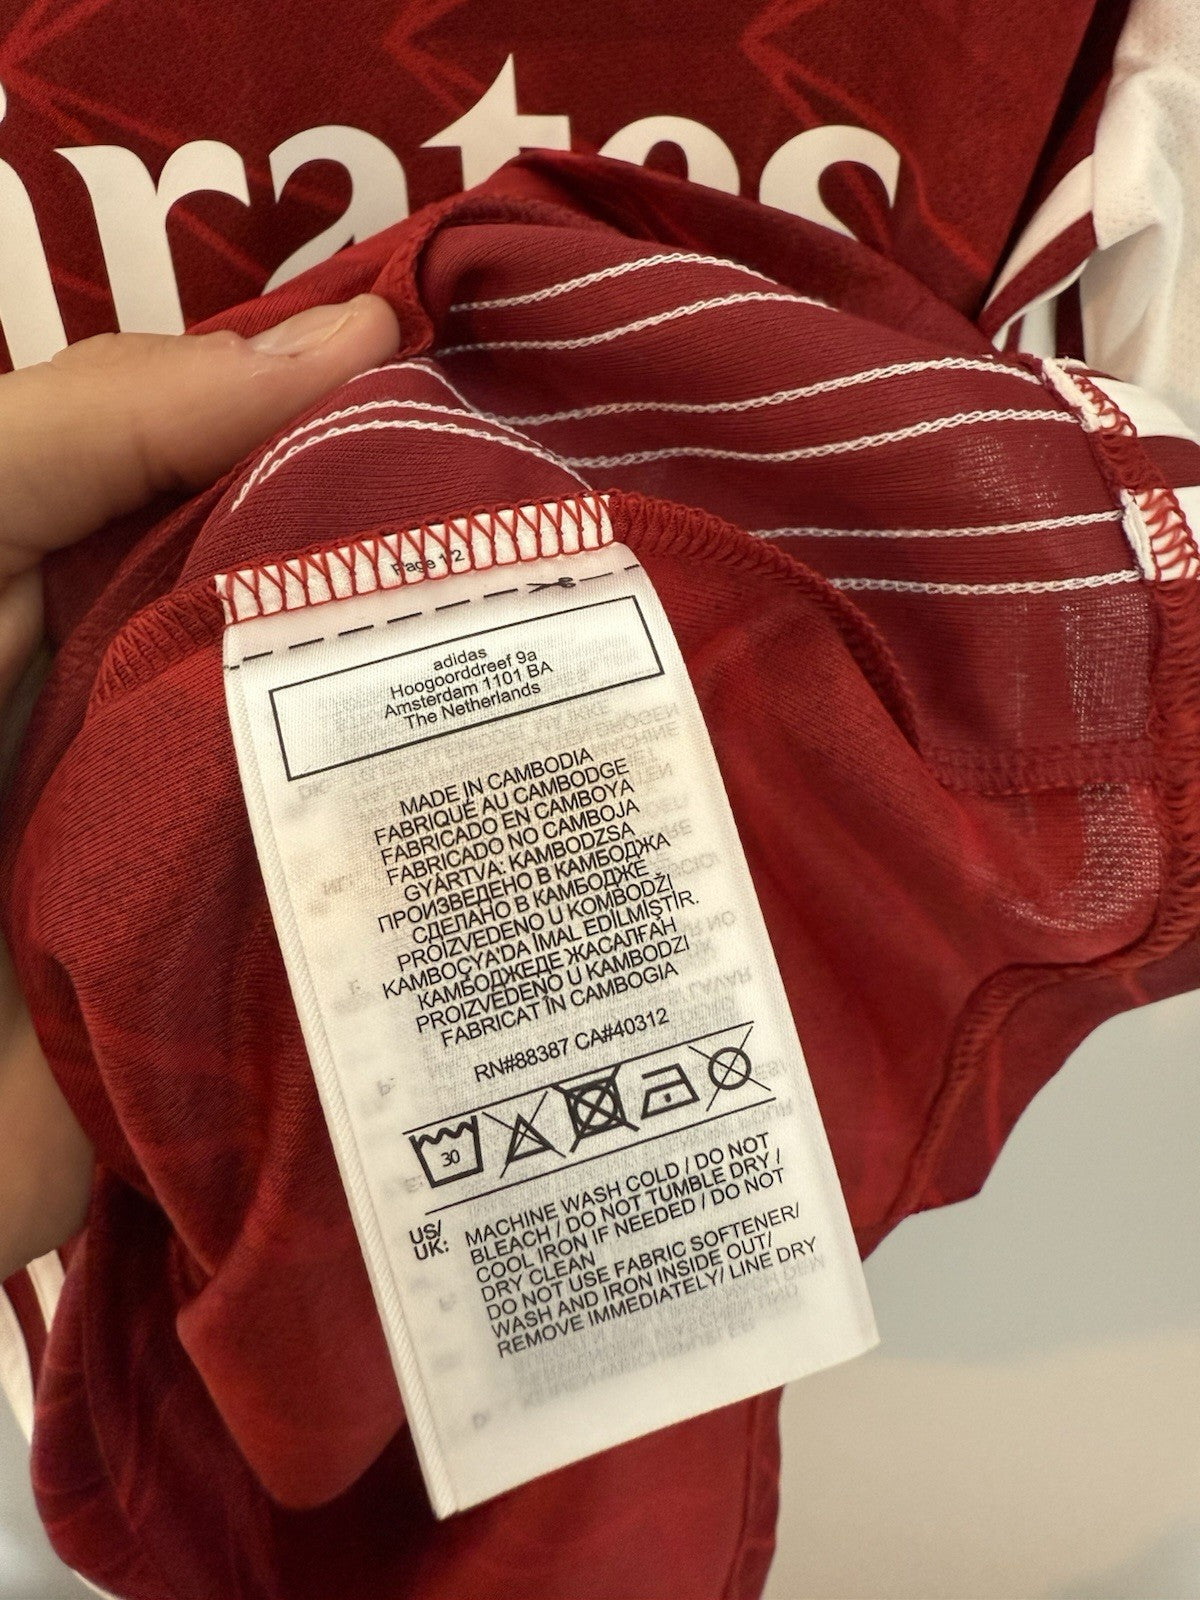 irates
Page 1/2
adidas
Hoogoorddreef 9a
Amsterdam 1101 BA
The Netherlands
MADE IN CAMBODIA
FABRIQUÉ AU CAMBODGE
FABRICADO EN CAMBOYA
FABRICADO NO CAMBOJA
GYÁRTVA: KAMBODZSA
ПРОИЗВЕДЕНО В КАМБОДЖА
СДЕЛАНО В КАМБОДЖЕ
PROIZVEDENO U KOMBODŽI
KAMBOÇYA'DA İMAL EDİLMİŞTİR.
КАМБОДЖЕДЕ ЖАСАЛҒАН
PROIZVEDENO U KAMBODZI
FABRICAT ÎN CAMBOGIA
RN#88387 CA#40312
30
US/
UK:
MACHINE WASH COLD / DO NOT
BLEACH / DO NOT TUMBLE DRY /
COOL IRON IF NEEDED / DO NOT
DRY CLEAN
DO NOT USE FABRIC SOFTENER/
WASH AND IRON INSIDE OUT/
REMOVE IMMEDIATELY/ LINE DRY